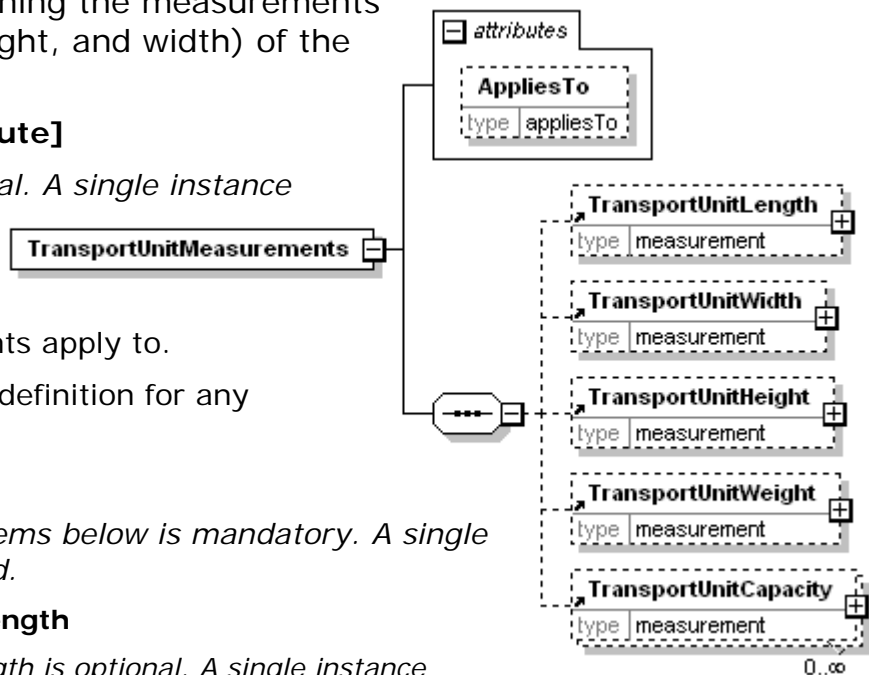 ning the measurements
ght, and width) of the
ute]
al. A single instance
nts apply to.
definition for any
ems below is mandatory. A single
d.
ngth
gth is optional. A single instance
attributes
AppliesTo
type appliesTo
TransportUnitMeasurements
TransportUnitLength
type measurement
TransportUnitWidth
type measurement
TransportUnitHeight
type measurement
TransportUnitWeight
type measurement
TransportUnitCapacity
type measurement
0..∞